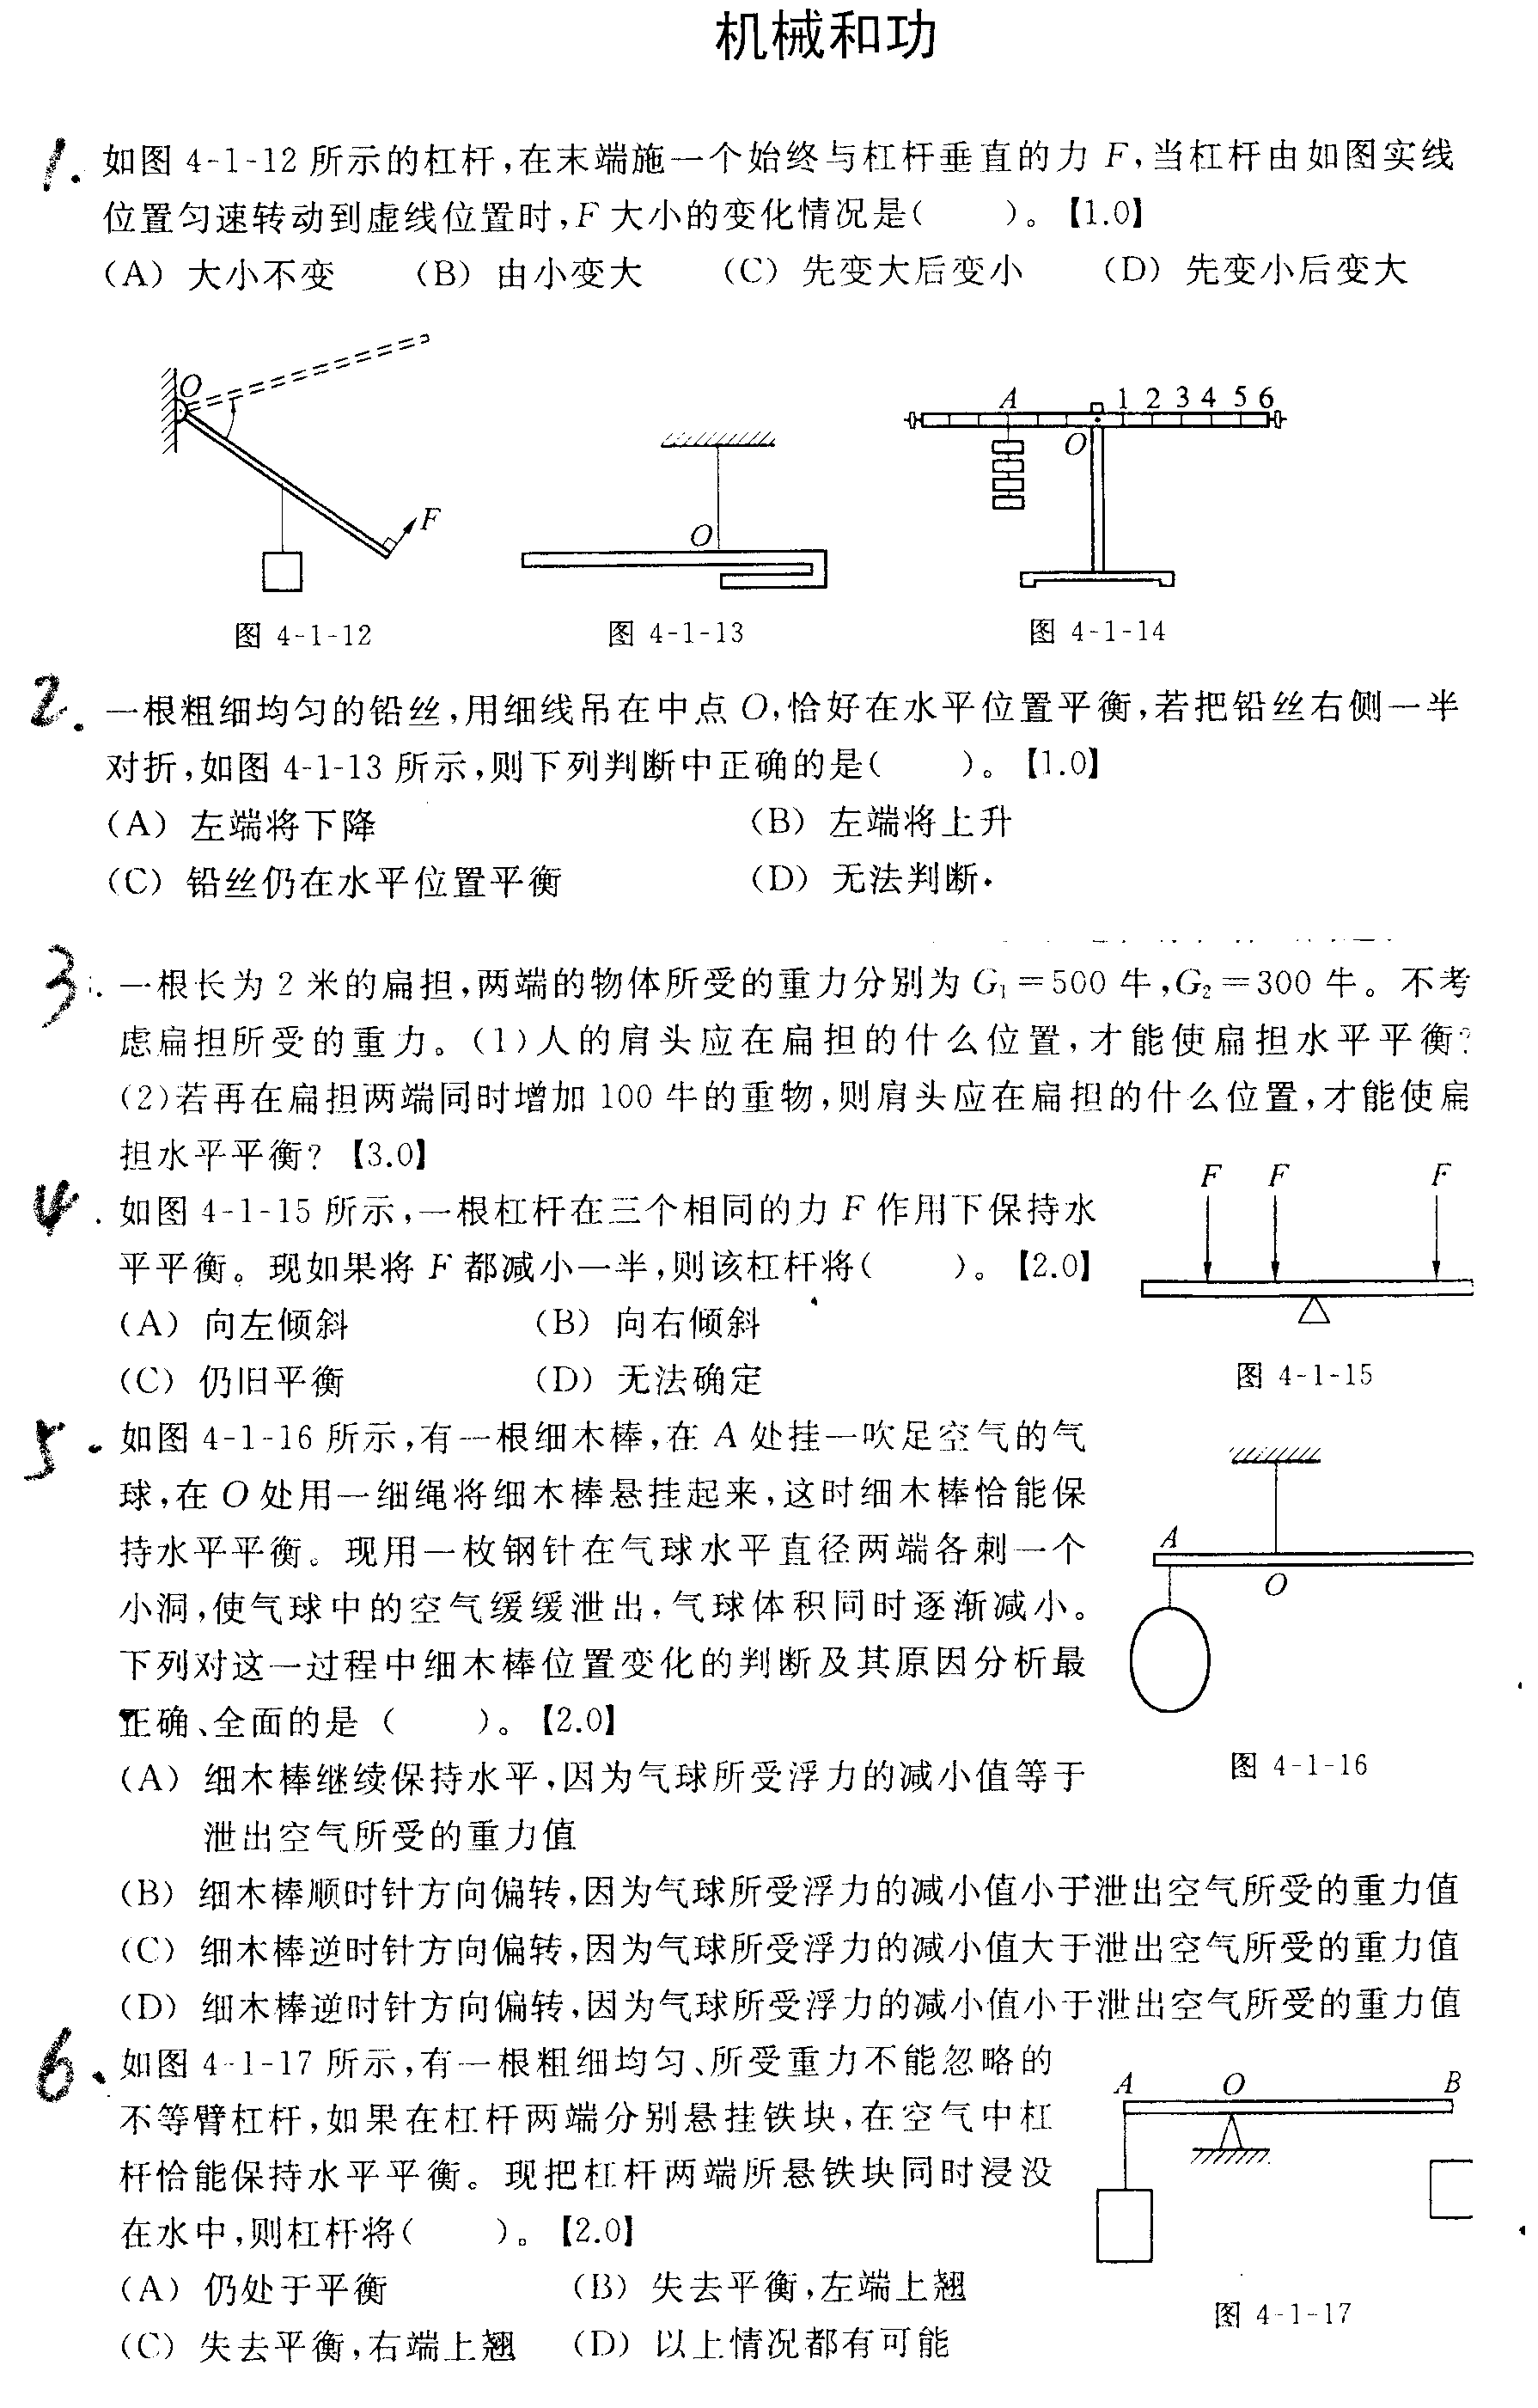 机械和功
1. 如图 4-1-12 所示的杠杆,在末端施一个始终与杠杆垂直的力 F,当杠杆由如图实线
位置匀速转动到虚线位置时,F 大小的变化情况是(　　)。【1.0】
(A) 大小不变　　(B) 由小变大　　(C) 先变大后变小　　(D) 先变小后变大
O
F
图 4-1-12
O
图 4-1-13
A 1 2 3 4 5 6
O
图 4-1-14
2. 一根粗细均匀的铅丝,用细线吊在中点 O,恰好在水平位置平衡,若把铅丝右侧一半
对折,如图 4-1-13 所示,则下列判断中正确的是(　　)。【1.0】
(A) 左端将下降　　(B) 左端将上升
(C) 铅丝仍在水平位置平衡　　(D) 无法判断.
3. 一根长为 2 米的扁担,两端的物体所受的重力分别为 G₁=500 牛,G₂=300 牛。不考
虑扁担所受的重力。(1)人的肩头应在扁担的什么位置,才能使扁担水平平衡?
(2)若再在扁担两端同时增加 100 牛的重物,则肩头应在扁担的什么位置,才能使扁
担水平平衡?【3.0】
4. 如图 4-1-15 所示,一根杠杆在三个相同的力 F 作用下保持水
平平衡。现如果将 F 都减小一半,则该杠杆将(　　)。【2.0】
(A) 向左倾斜　　(B) 向右倾斜
(C) 仍旧平衡　　(D) 无法确定
F F F
图 4-1-15
5. 如图 4-1-16 所示,有一根细木棒,在 A 处挂一吹足空气的气
球,在 O 处用一细绳将细木棒悬挂起来,这时细木棒恰能保
持水平平衡。现用一枚钢针在气球水平直径两端各刺一个
小洞,使气球中的空气缓缓泄出,气球体积同时逐渐减小。
下列对这一过程中细木棒位置变化的判断及其原因分析最
正确、全面的是 (　　)。【2.0】
(A) 细木棒继续保持水平,因为气球所受浮力的减小值等于
泄出空气所受的重力值
(B) 细木棒顺时针方向偏转,因为气球所受浮力的减小值小于泄出空气所受的重力值
(C) 细木棒逆时针方向偏转,因为气球所受浮力的减小值大于泄出空气所受的重力值
(D) 细木棒逆时针方向偏转,因为气球所受浮力的减小值小于泄出空气所受的重力值
A
O
图 4-1-16
6、如图 4-1-17 所示,有一根粗细均匀、所受重力不能忽略的
不等臂杠杆,如果在杠杆两端分别悬挂铁块,在空气中杠
杆恰能保持水平平衡。现把杠杆两端所悬铁块同时浸没
在水中,则杠杆将(　　)。【2.0】
(A) 仍处于平衡　　(B) 失去平衡,左端上翘
(C) 失去平衡,右端上翘　　(D) 以上情况都有可能
A O B
图 4-1-17